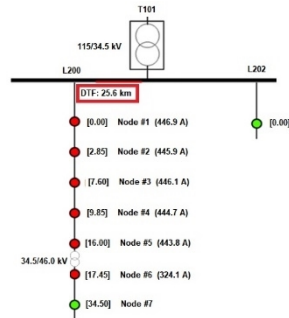 T101
115/34.5 kV
L200
L202
DTF: 25.6 km
[0.00] Node #1 (446.9 A)
[0.00]
[2.85] Node #2 (445.9 A)
[7.60] Node #3 (446.1 A)
[9.85] Node #4 (444.7 A)
[16.00] Node #5 (443.8 A)
34.5/46.0 kV
[17.45] Node #6 (324.1 A)
[34.50] Node #7